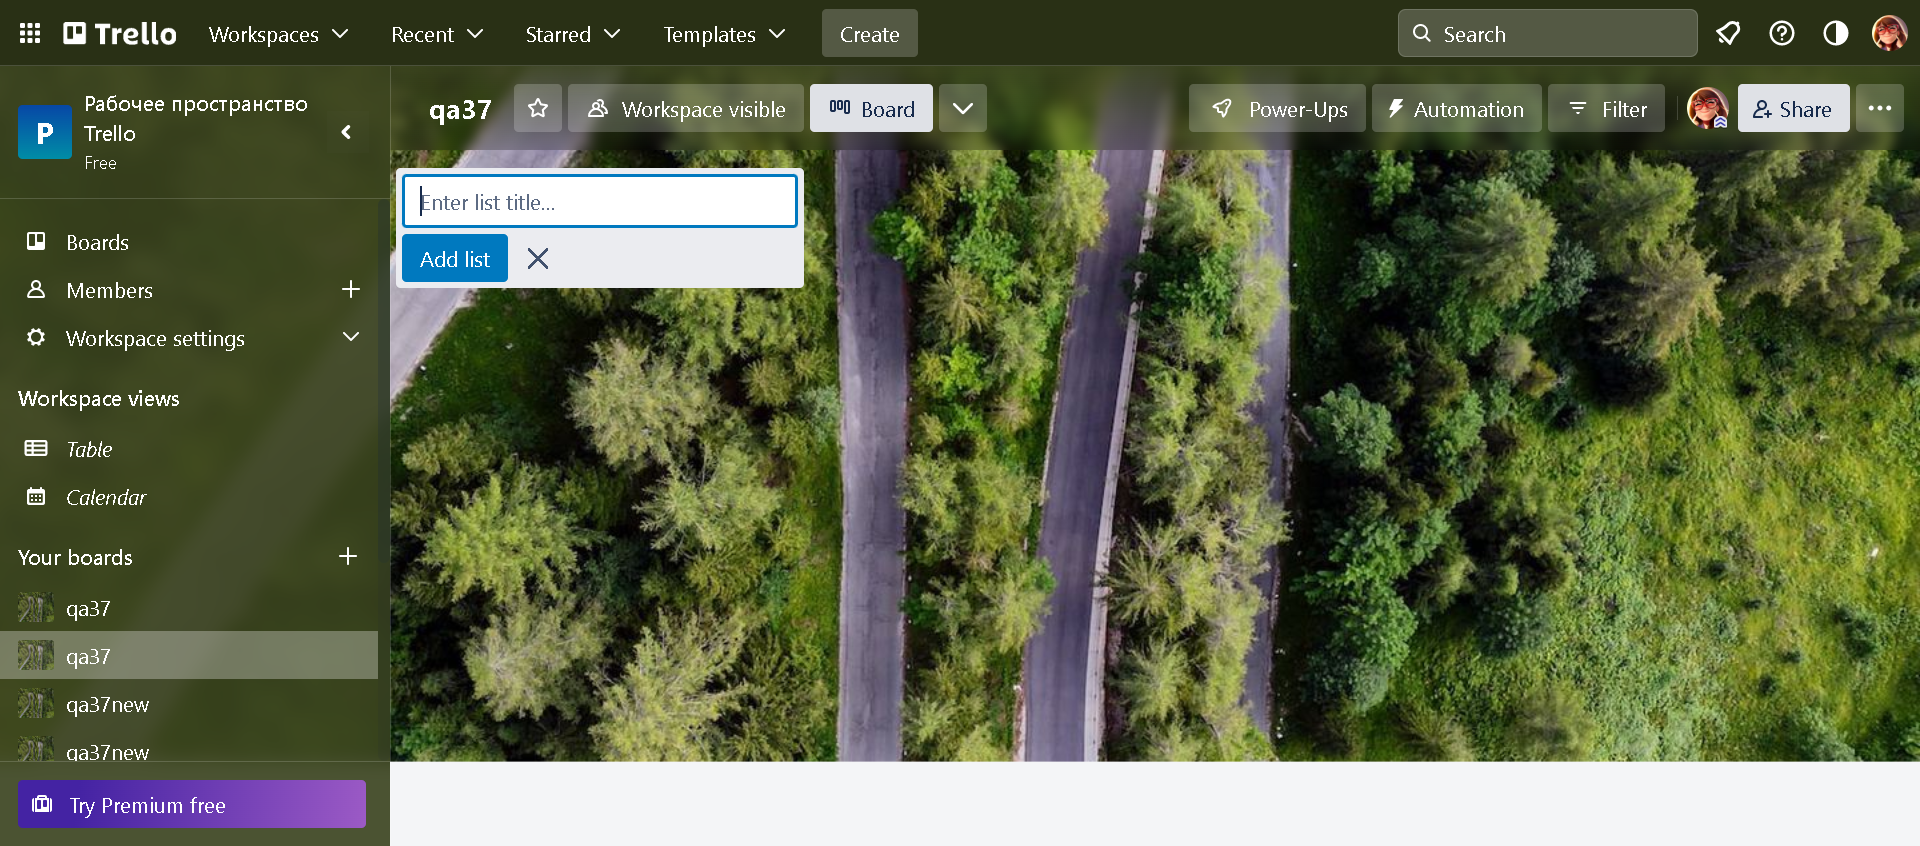 Trello
Workspaces
Recent
Starred
Templates
Create
Search
P
Рабочее пространство
Trello
Free
qa37
Workspace visible
Board
Power-Ups
Automation
Filter
Share
Enter list title...
Add list
Boards
Members
Workspace settings
Workspace views
Table
Calendar
Your boards
qa37
qa37
qa37new
qa37new
Try Premium free